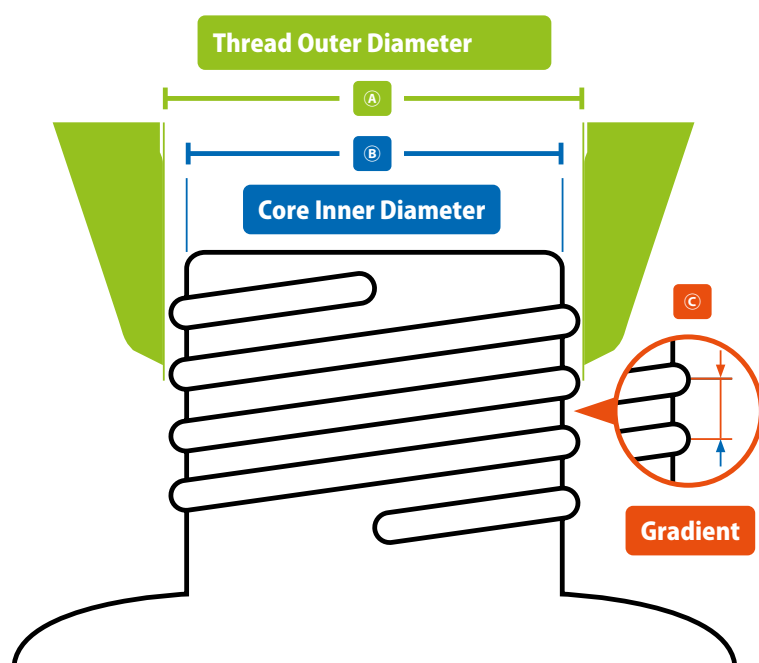 Thread Outer Diameter
Ⓐ
Ⓑ
Core Inner Diameter
Ⓒ
Gradient